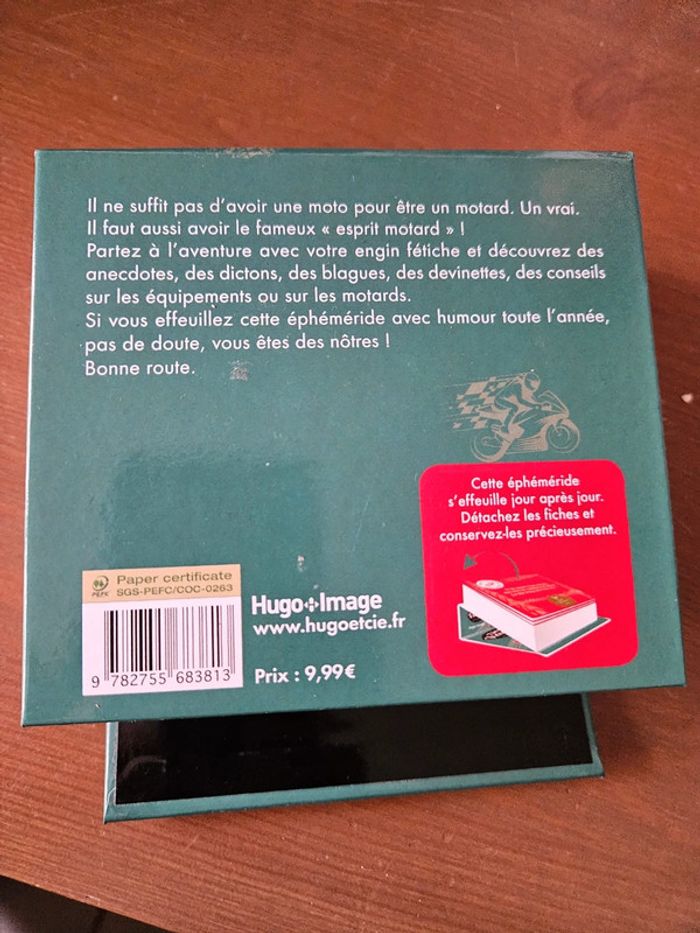 Il ne suffit pas d'avoir une moto pour être un motard. Un vrai.
Il faut aussi avoir le fameux « esprit motard » !
Partez à l'aventure avec votre engin fétiche et découvrez des
anecdotes, des dictons, des blagues, des devinettes, des conseils
sur les équipements ou sur les motards.
Si vous effeuillez cette éphéméride avec humour toute l'année,
pas de doute, vous êtes des nôtres !
Bonne route.
Cette éphéméride
s'effeuille jour après jour.
Détachez les fiches et
conservez-les précieusement.
PEFC
Paper certificate
SGS-PEFC/COC-0263
Hugo+Image
www.hugoetcie.fr
Prix : 9,99€
9 782755 683813